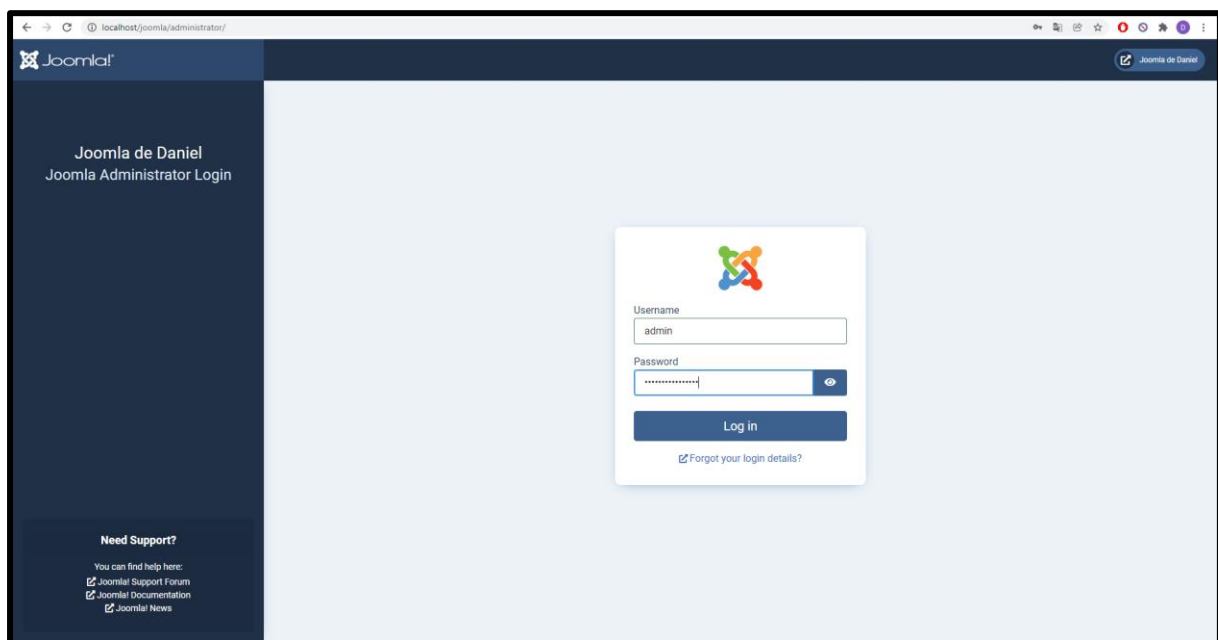 localhost/joomla/administrator/
Joomla!
Joomla de Daniel
Joomla de Daniel
Joomla Administrator Login
Username
admin
Password
•••••••••••••••
Log in
Forgot your login details?
Need Support?
You can find help here:
Joomla! Support Forum
Joomla! Documentation
Joomla! News